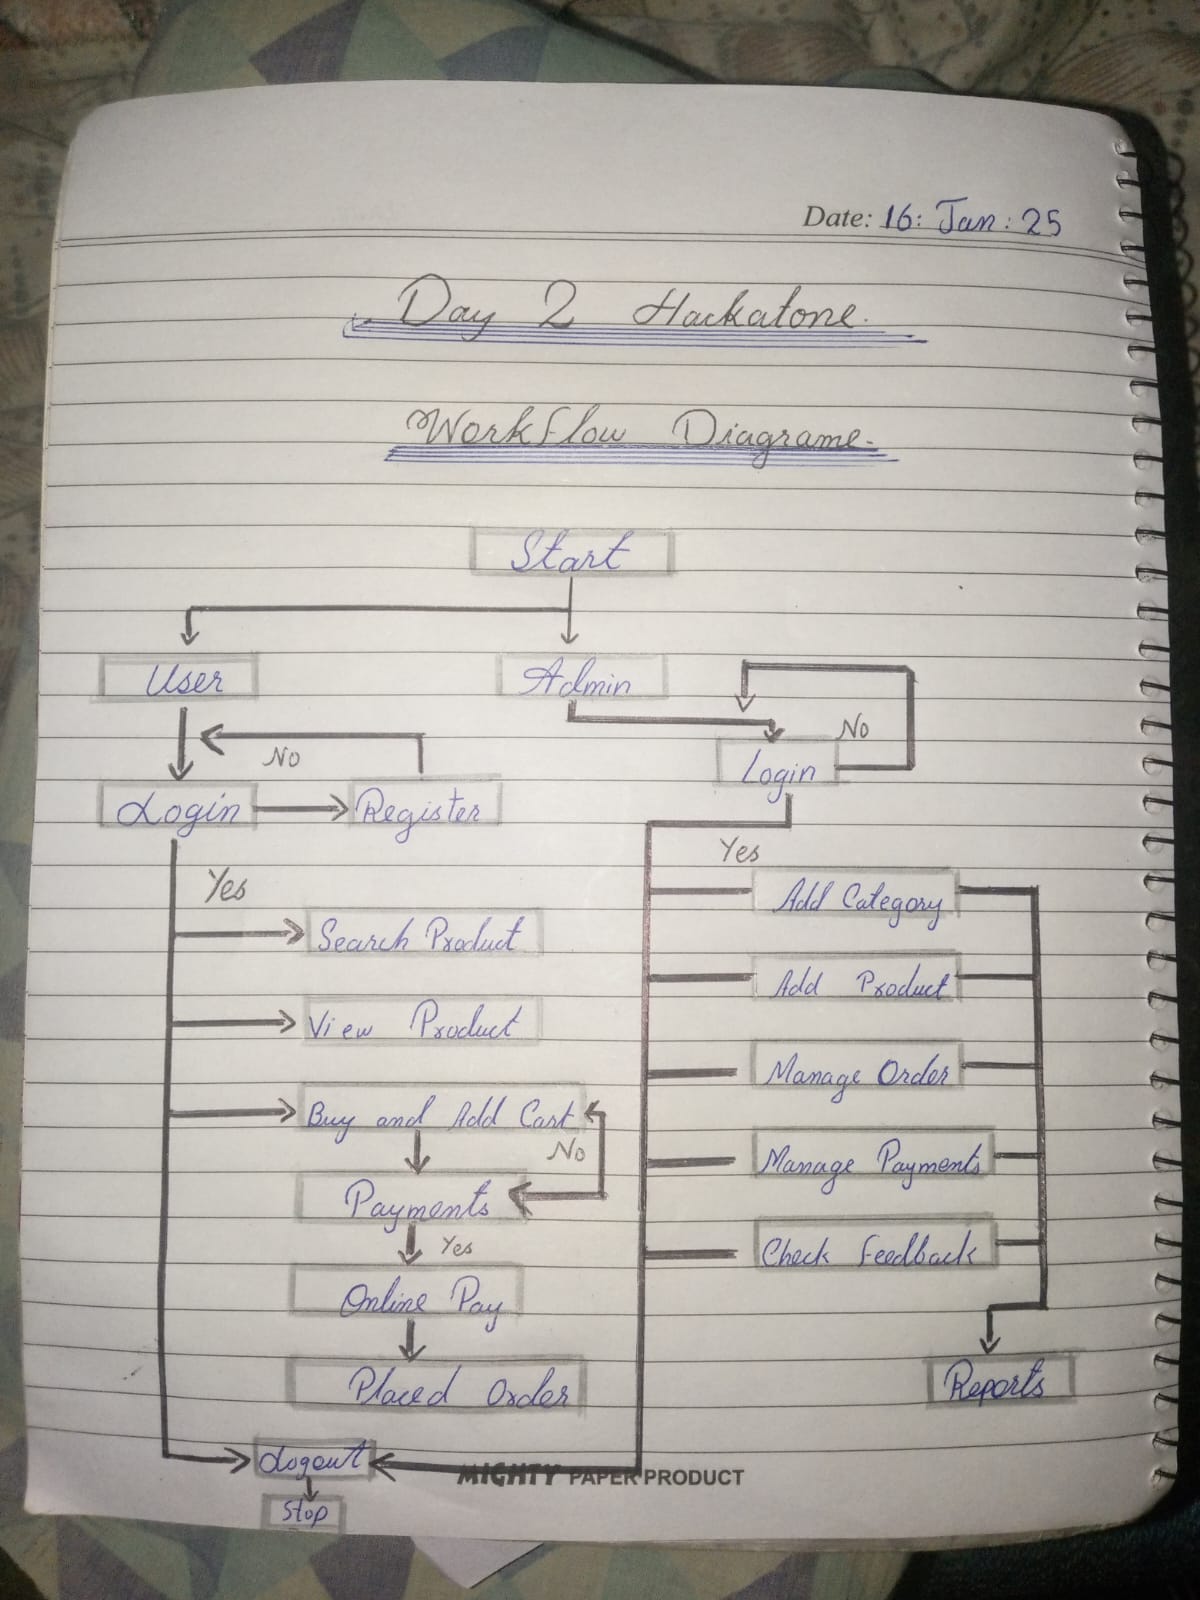 Date: 16: Jan: 25
Day 2 Hackatone.
Workflow Diagrame.
Start
User
Admin
No
No
Login
Login
Register
Yes
Yes
Add Category
Search Product
Add Product
View Product
Manage Order
Buy and Add Cart
No
Manage Payments
Payments
Yes
Check Feedback
Online Pay
Placed Order
Reports
Logout
MIGHTY PAPER PRODUCT
Stop